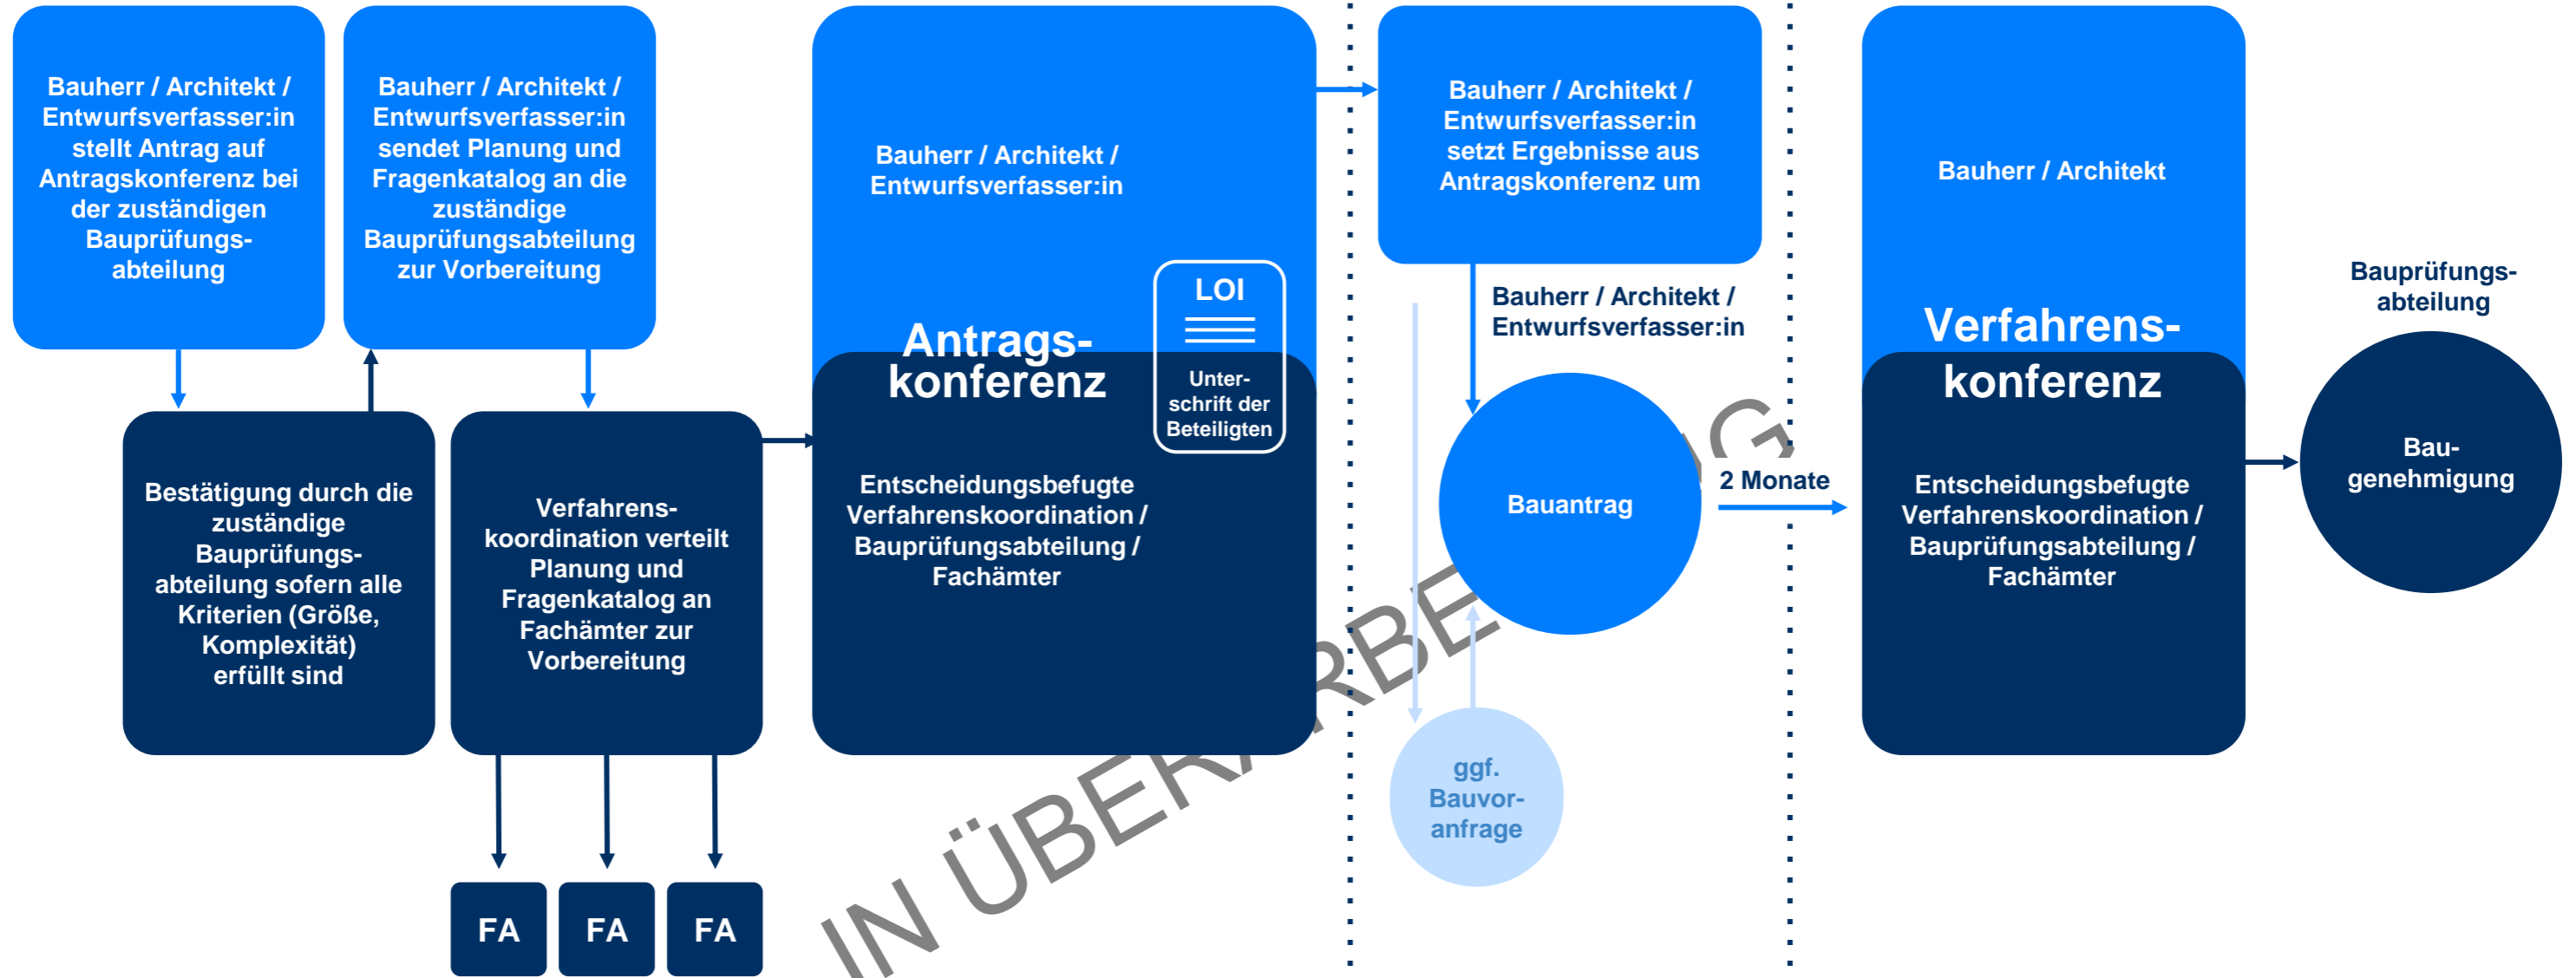 Bauherr / Architekt /
Entwurfsverfasser:in
stellt Antrag auf
Antragskonferenz bei
der zuständigen
Bauprüfungs-
abteilung
Bauherr / Architekt /
Entwurfsverfasser:in
sendet Planung und
Fragenkatalog an die
zuständige
Bauprüfungsabteilung
zur Vorbereitung
Bestätigung durch die
zuständige
Bauprüfungs-
abteilung sofern alle
Kriterien (Größe,
Komplexität)
erfüllt sind
Verfahrens-
koordination verteilt
Planung und
Fragenkatalog an
Fachämter zur
Vorbereitung
FA
FA
FA
Bauherr / Architekt /
Entwurfsverfasser:in
Antrags-
konferenz
LOI
Unter-
schrift der
Beteiligten
Entscheidungsbefugte
Verfahrenskoordination /
Bauprüfungsabteilung /
Fachämter
Bauherr / Architekt /
Entwurfsverfasser:in
setzt Ergebnisse aus
Antragskonferenz um
Bauherr / Architekt /
Entwurfsverfasser:in
Bauantrag
2 Monate
ggf.
Bauvor-
anfrage
Bauherr / Architekt
Verfahrens-
konferenz
Entscheidungsbefugte
Verfahrenskoordination /
Bauprüfungsabteilung /
Fachämter
Bauprüfungs-
abteilung
Bau-
genehmigung
IN